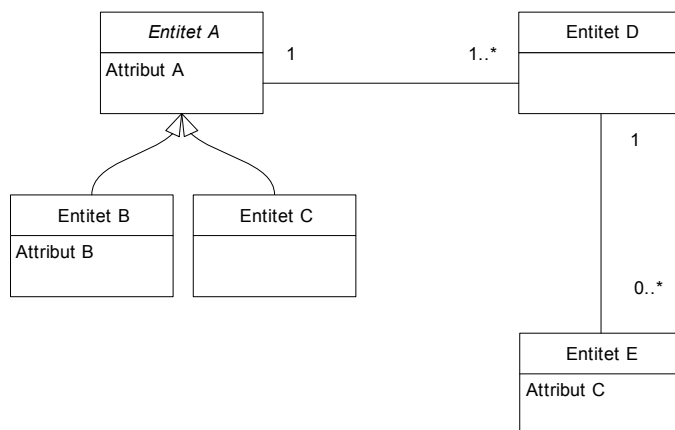 Entitet A
Attribut A
1
1..*
Entitet D
1
Entitet B
Attribut B
Entitet C
0..*
Entitet E
Attribut C